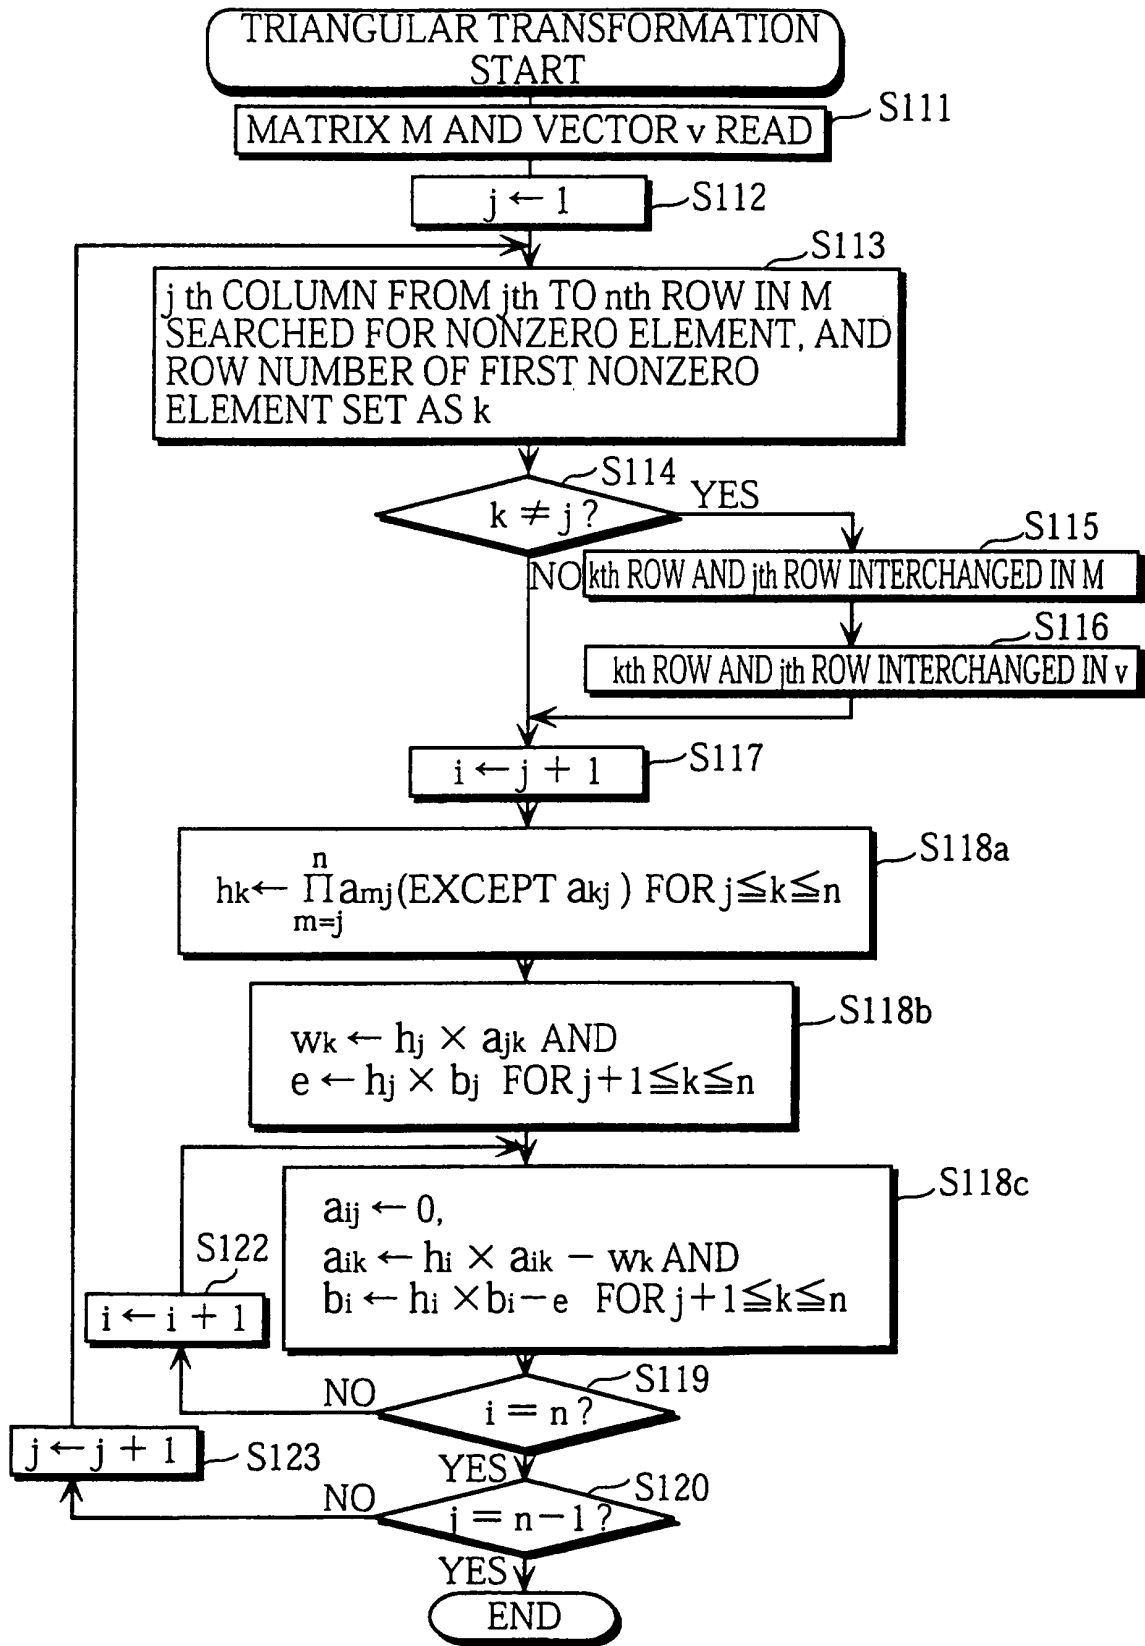 TRIANGULAR TRANSFORMATION
START
S111
MATRIX M AND VECTOR v READ
j ← 1
S112
S113
j th COLUMN FROM jth TO nth ROW IN M
SEARCHED FOR NONZERO ELEMENT, AND
ROW NUMBER OF FIRST NONZERO
ELEMENT SET AS k
S114
k ≠ j ?
YES
NO
S115
kth ROW AND jth ROW INTERCHANGED IN M
S116
kth ROW AND jth ROW INTERCHANGED IN v
S117
i ← j + 1
S118a
n
hk ← Π amj (EXCEPT akj ) FOR j ≦ k ≦ n
m=j
S118b
wk ← hj × ajk AND
e ← hj × bj FOR j + 1 ≦ k ≦ n
S118c
aij ← 0,
aik ← hi × aik − wk AND
bi ← hi × bi − e FOR j + 1 ≦ k ≦ n
S122
i ← i + 1
S119
i = n ?
NO
YES
j ← j + 1
S123
S120
j = n − 1 ?
NO
YES
END